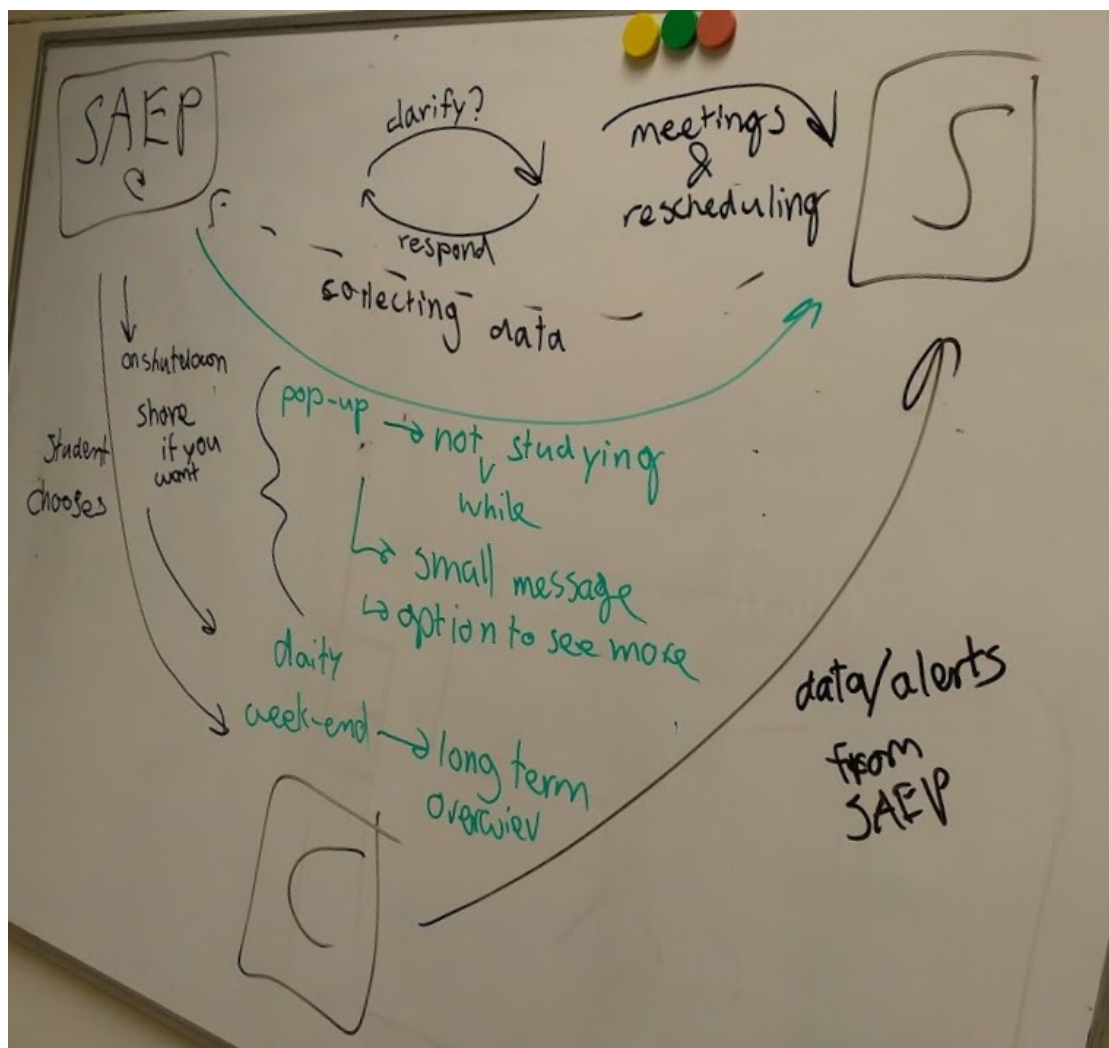 SAEP
clarify?
respond
meetings
&
rescheduling
S
collecting data
on shutdown
share
if you
want
Student
chooses
pop-up → not studying
while
small message
option to see more
daily
week-end → long term
overwiev
C
data/alerts
from
SAEP